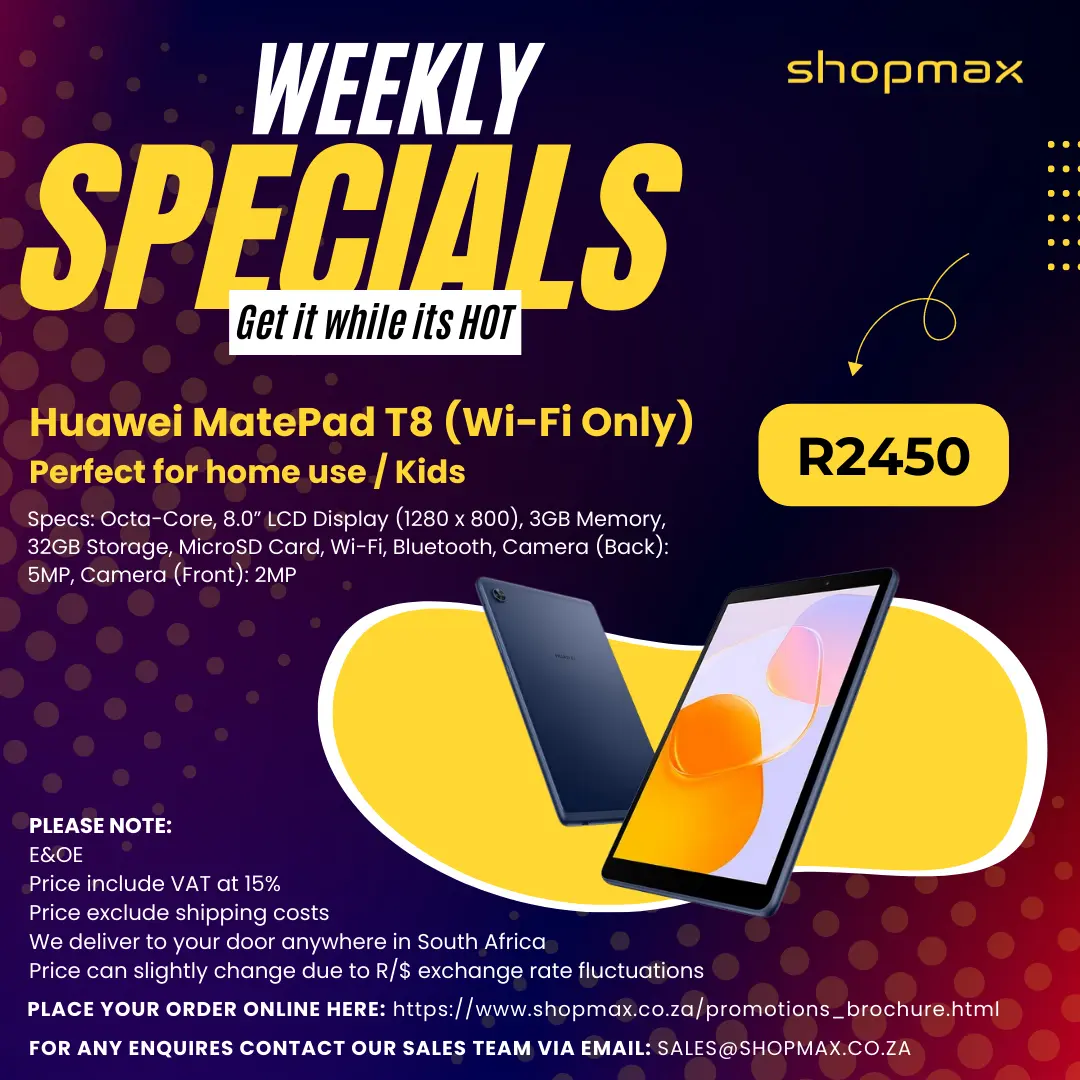 WEEKLY
shopmax
SPECIALS
Get it while its HOT
Huawei MatePad T8 (Wi-Fi Only)
Perfect for home use / Kids
R2450
Specs: Octa-Core, 8.0” LCD Display (1280 x 800), 3GB Memory,
32GB Storage, MicroSD Card, Wi-Fi, Bluetooth, Camera (Back):
5MP, Camera (Front): 2MP
HUAWEI
PLEASE NOTE:
E&OE
Price include VAT at 15%
Price exclude shipping costs
We deliver to your door anywhere in South Africa
Price can slightly change due to R/$ exchange rate fluctuations
PLACE YOUR ORDER ONLINE HERE: https://www.shopmax.co.za/promotions_brochure.html
FOR ANY ENQUIRES CONTACT OUR SALES TEAM VIA EMAIL: SALES@SHOPMAX.CO.ZA